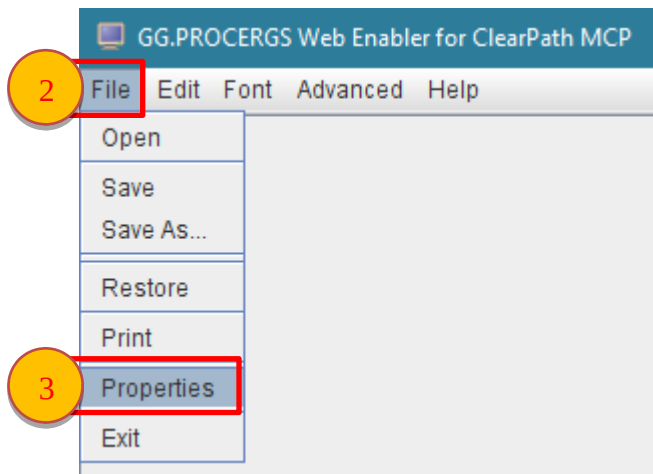 GG.PROCERGS Web Enabler for ClearPath MCP
2
File Edit Font Advanced Help
Open
Save
Save As...
Restore
Print
3
Properties
Exit